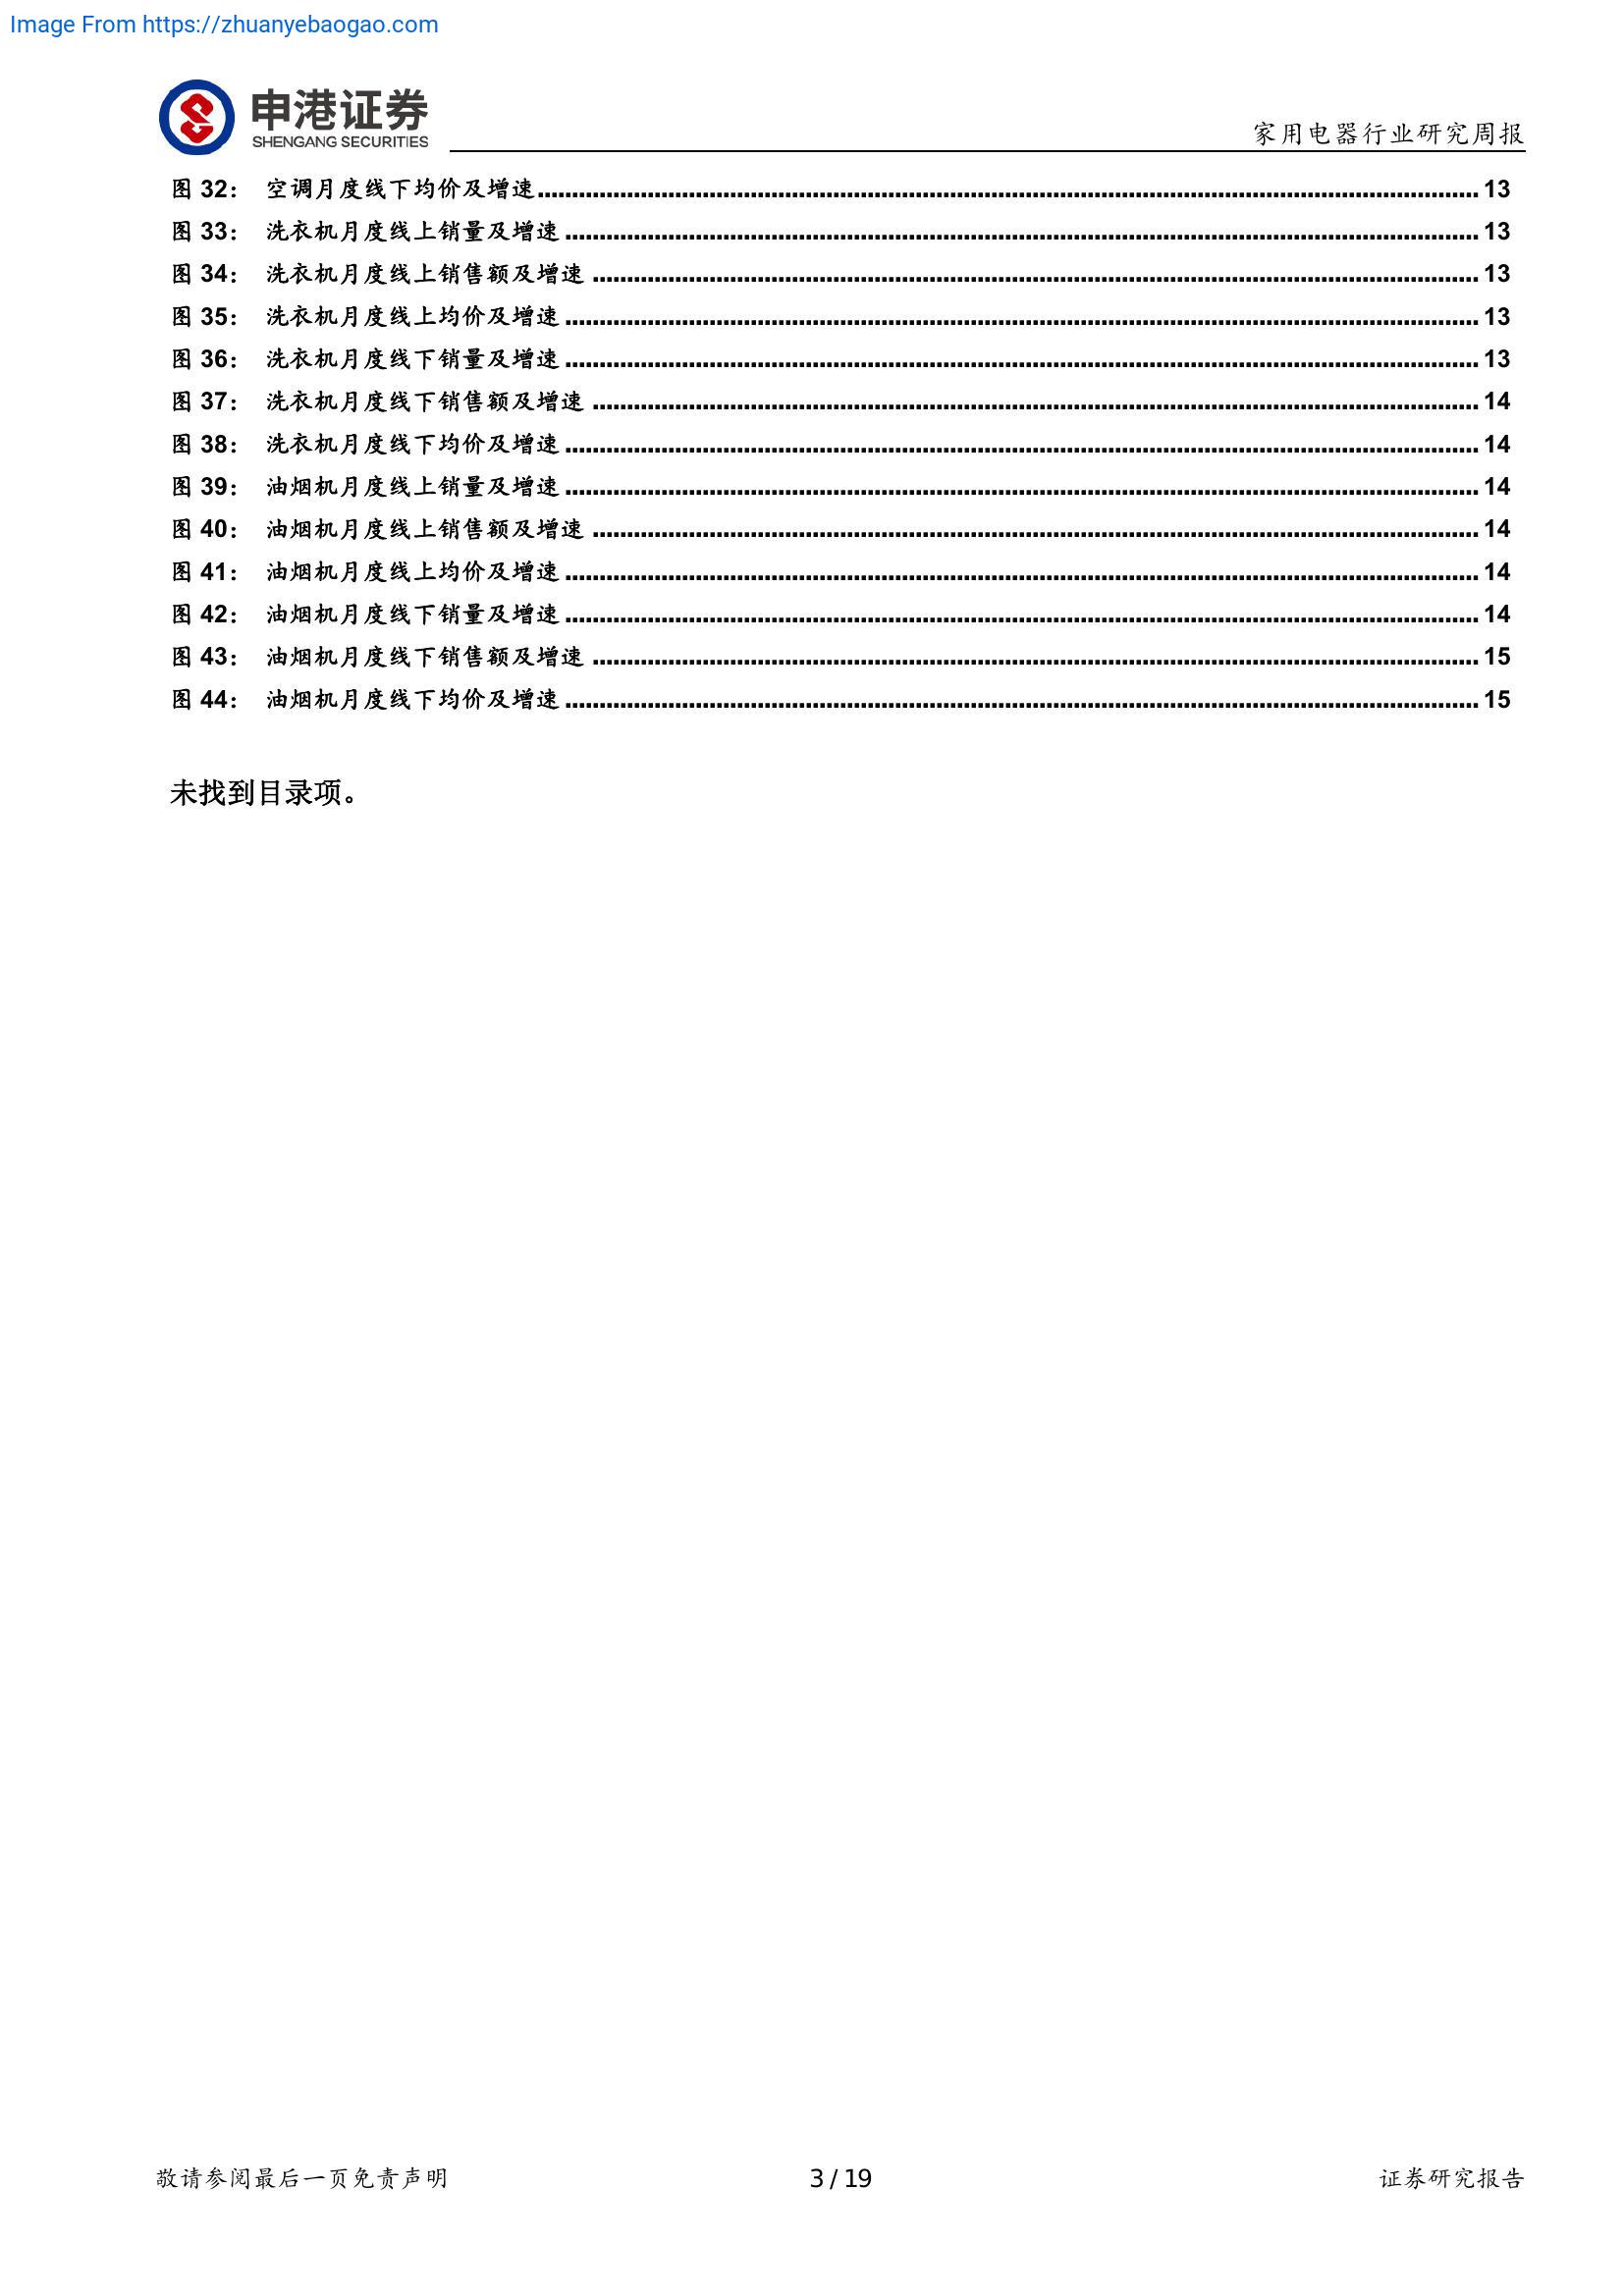 Image From https://zhuanyebaogao.com
申港证券
SHENGANG SECURITIES
家用电器行业研究周报
图 32： 空调月度线下均价及增速 13
图 33： 洗衣机月度线上销量及增速 13
图 34： 洗衣机月度线上销售额及增速 13
图 35： 洗衣机月度线上均价及增速 13
图 36： 洗衣机月度线下销量及增速 13
图 37： 洗衣机月度线下销售额及增速 14
图 38： 洗衣机月度线下均价及增速 14
图 39： 油烟机月度线上销量及增速 14
图 40： 油烟机月度线上销售额及增速 14
图 41： 油烟机月度线上均价及增速 14
图 42： 油烟机月度线下销量及增速 14
图 43： 油烟机月度线下销售额及增速 15
图 44： 油烟机月度线下均价及增速 15
未找到目录项。
敬请参阅最后一页免责声明 3 / 19 证券研究报告